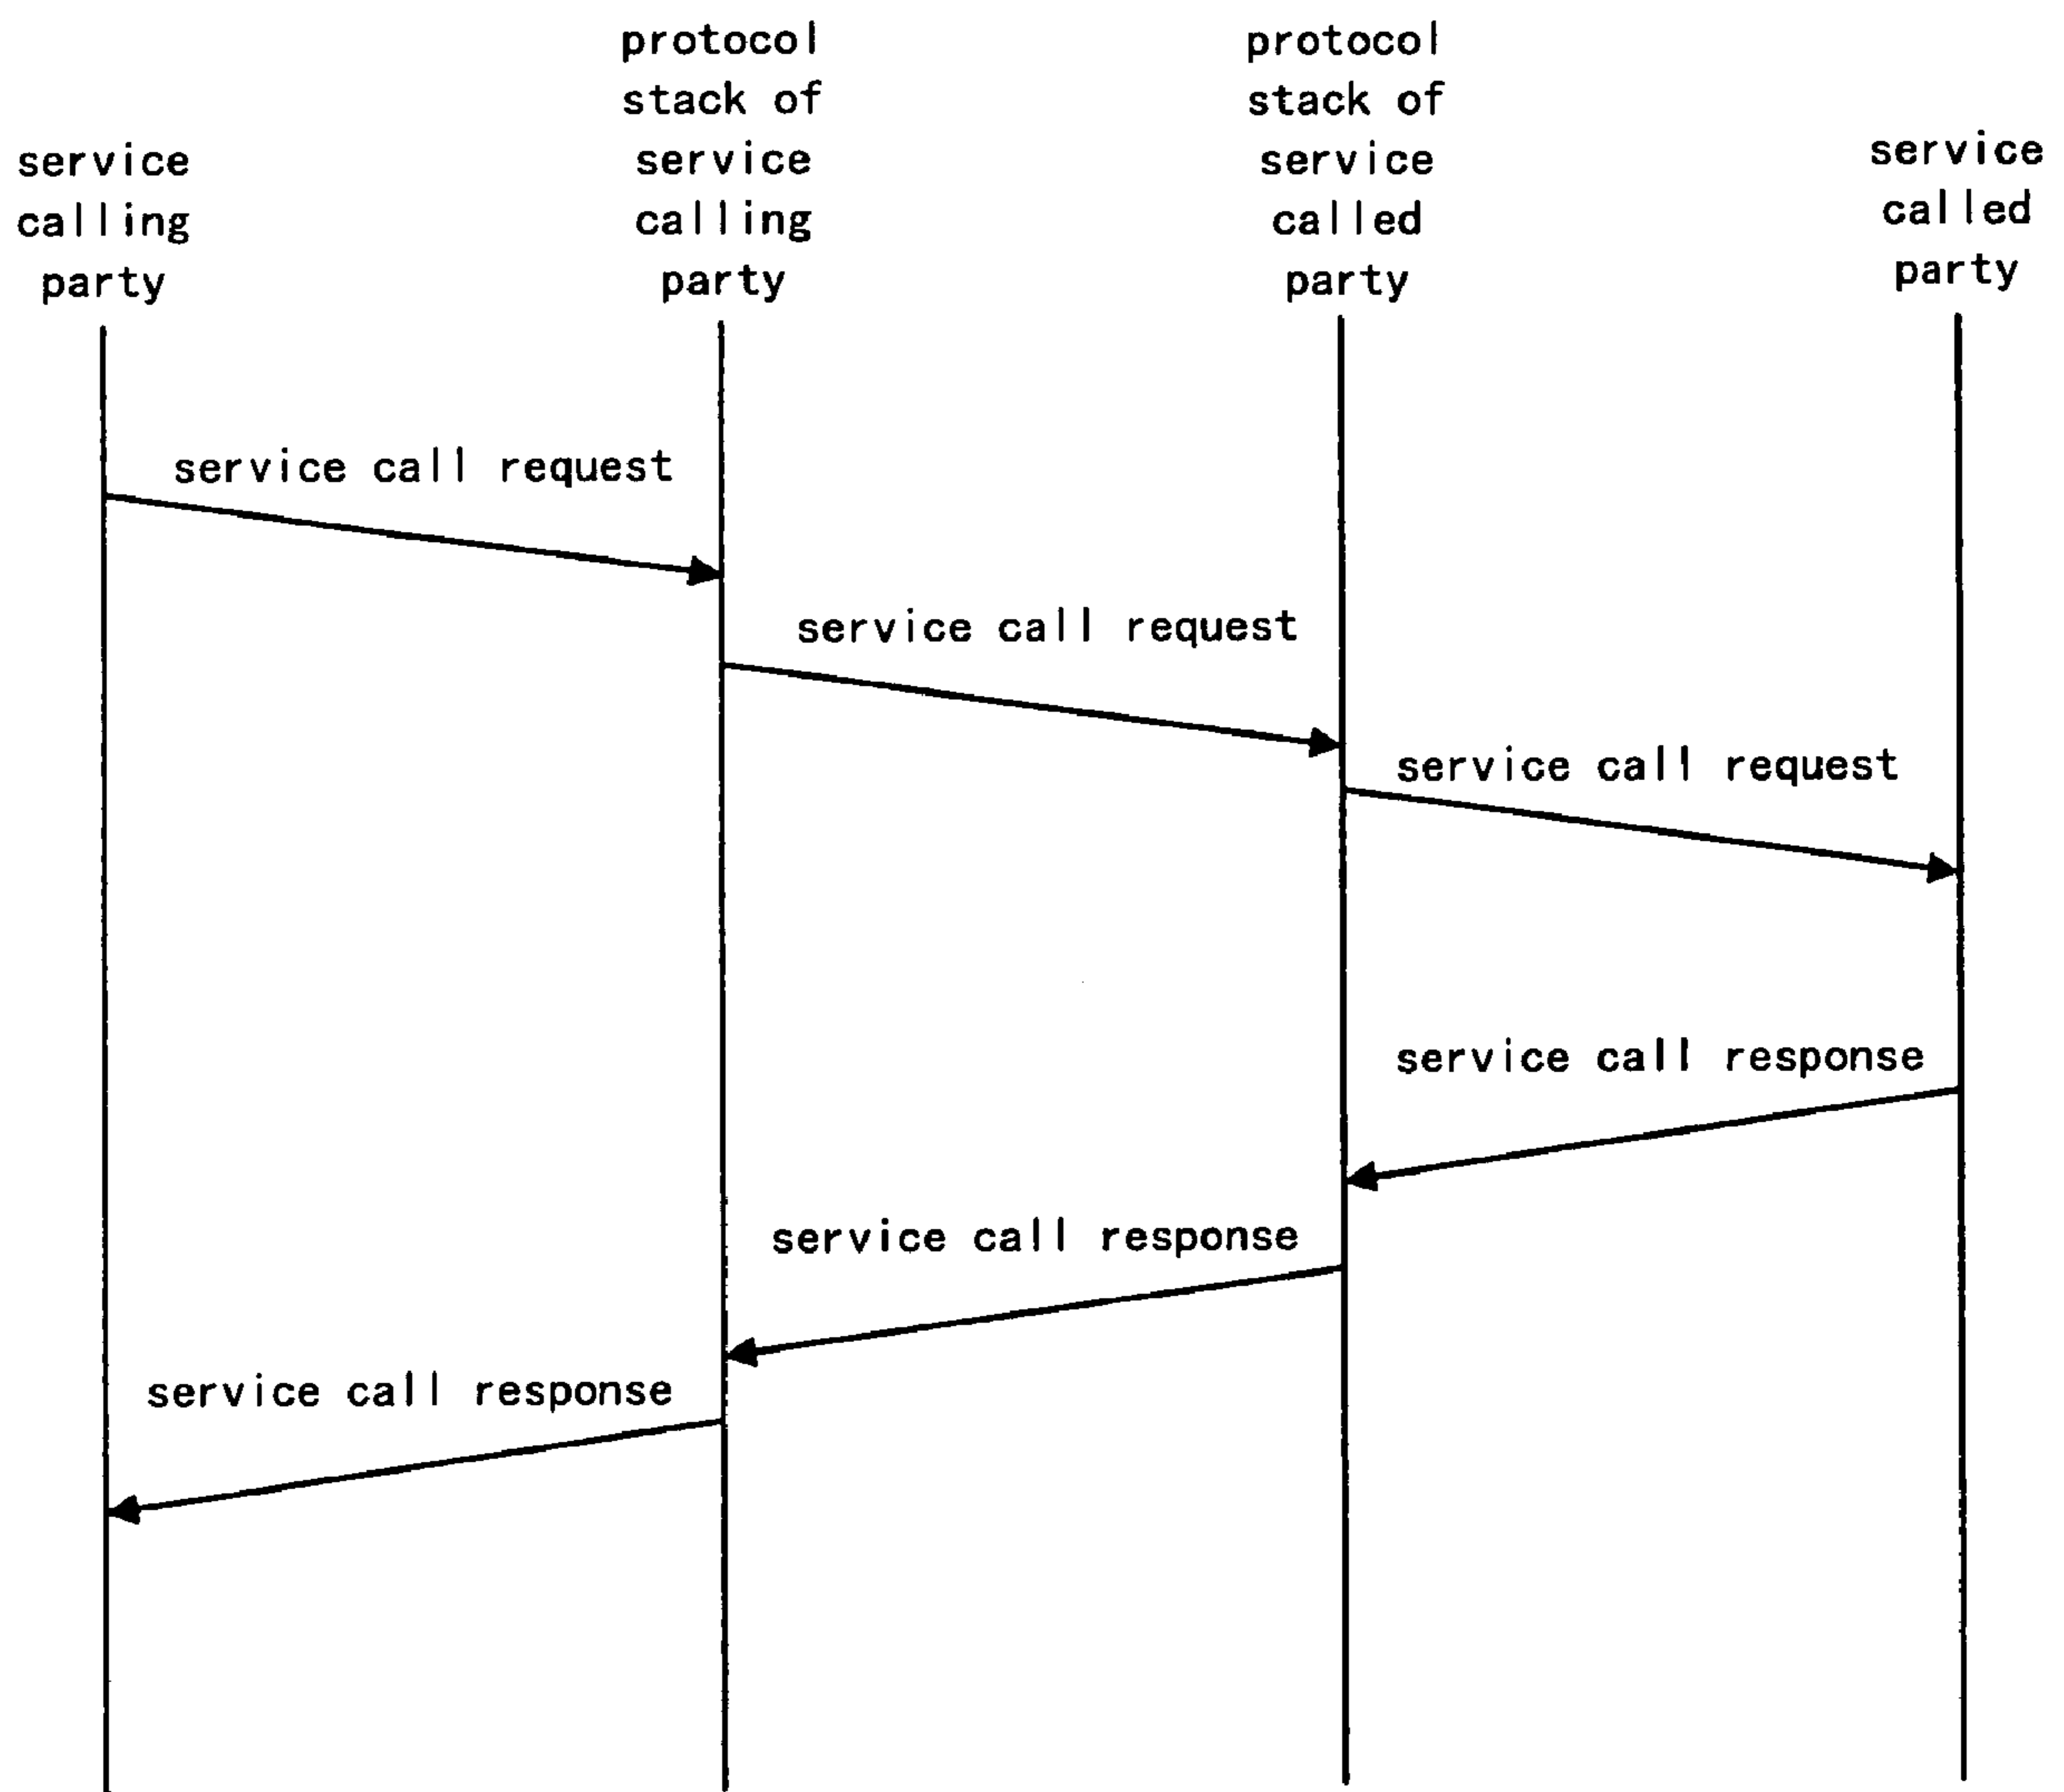 service
calling
party
protocol
stack of
service
calling
party
protocol
stack of
service
called
party
service
called
party
service call request
service call request
service call request
service call response
service call response
service call response